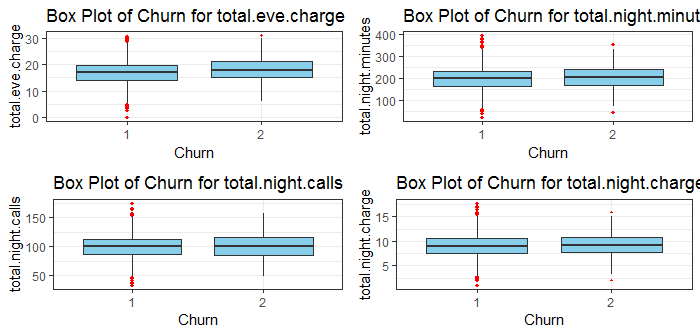 Box Plot of Churn for total.eve.charge
total.eve.charge
30
20
10
0
1 2
Churn
Box Plot of Churn for total.night.minut
total.night.minutes
400
300
200
100
1 2
Churn
Box Plot of Churn for total.night.calls
total.night.calls
150
100
50
1 2
Churn
Box Plot of Churn for total.night.charge
total.night.charge
15
10
5
1 2
Churn